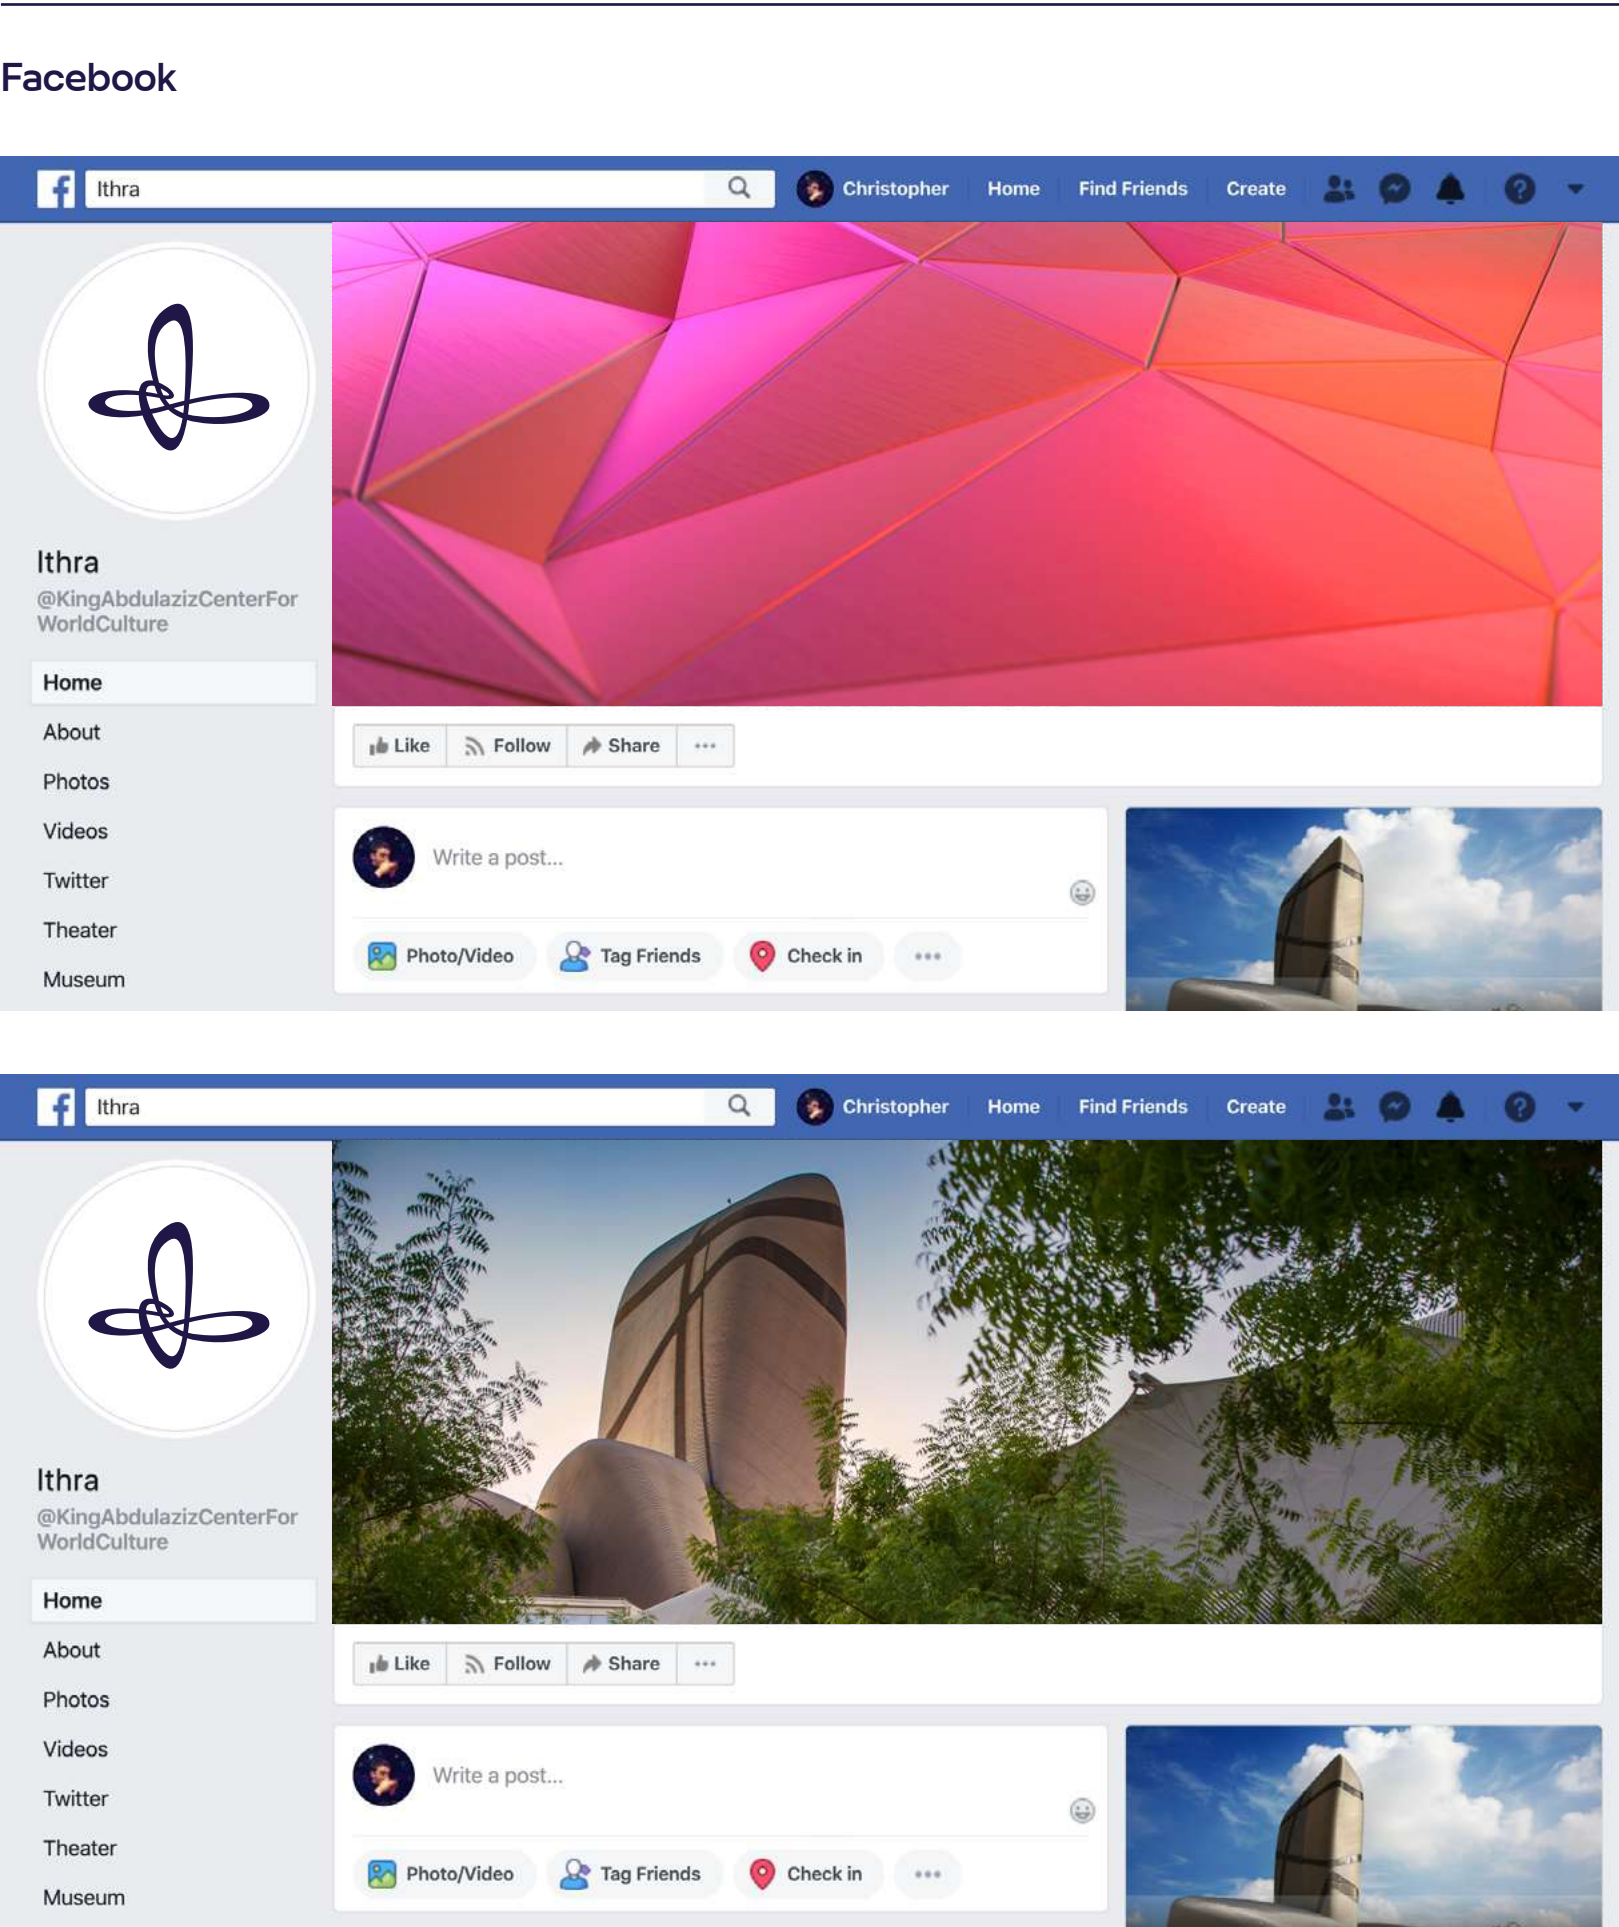 Facebook
Ithra
Christopher Home Find Friends Create
Ithra
@KingAbdulazizCenterFor
WorldCulture
Home
About
Photos
Videos
Twitter
Theater
Museum
Like Follow Share
Write a post...
Photo/Video Tag Friends Check in
Ithra
Christopher Home Find Friends Create
Ithra
@KingAbdulazizCenterFor
WorldCulture
Home
About
Photos
Videos
Twitter
Theater
Museum
Like Follow Share
Write a post...
Photo/Video Tag Friends Check in